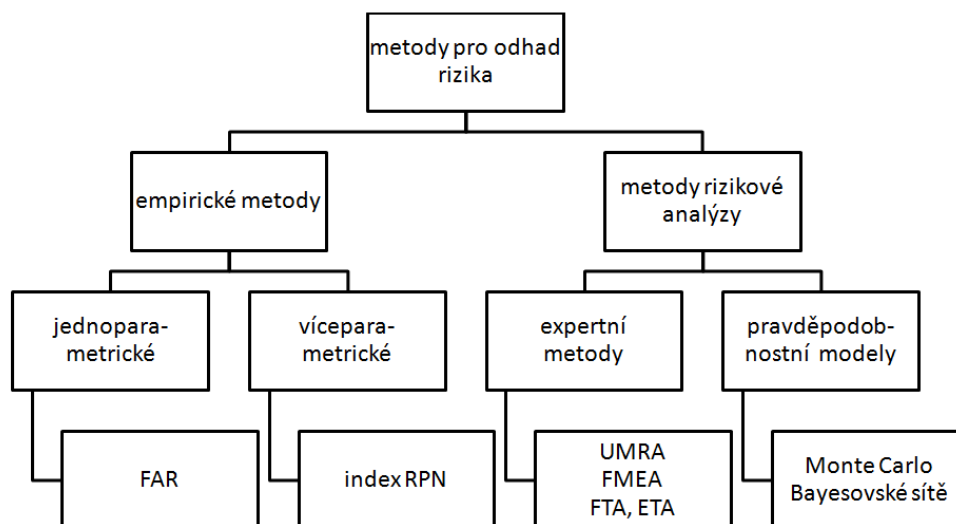 metody pro odhad
rizika
empirické metody
metody rizikové
analýzy
jednopara-
metrické
vícepara-
metrické
expertní
metody
pravděpodob-
nostní modely
FAR
index RPN
UMRA
FMEA
FTA, ETA
Monte Carlo
Bayesovské sítě